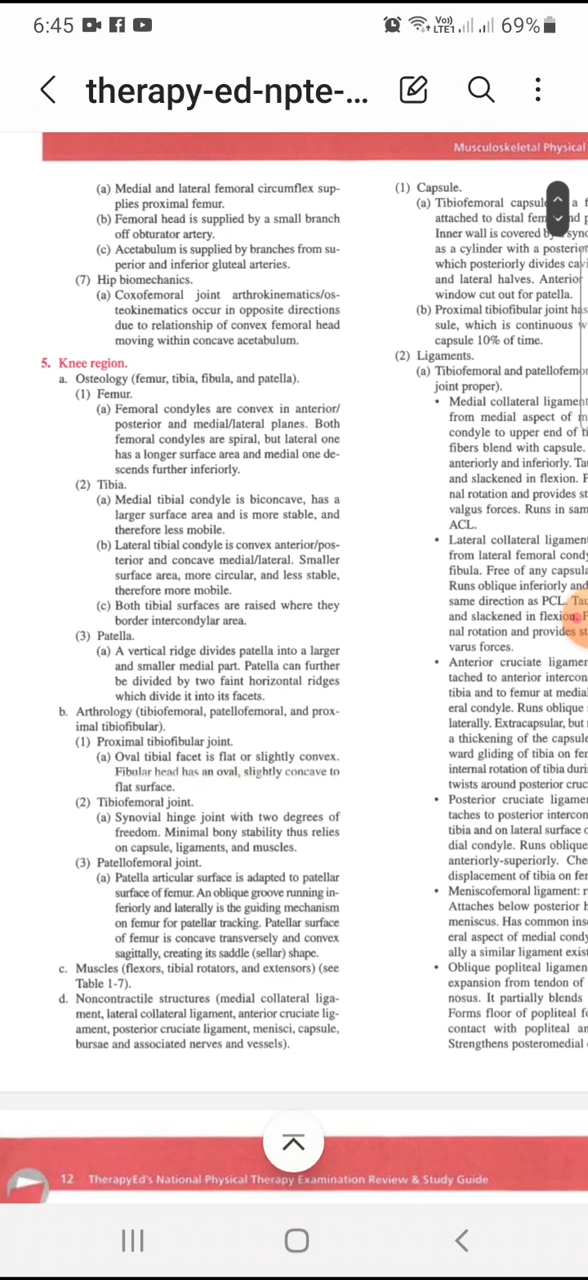 6:45
Vo)) LTE1 69%
therapy-ed-npte-...
Musculoskeletal Physical
(a) Medial and lateral femoral circumflex sup-
plies proximal femur.
(b) Femoral head is supplied by a small branch
off obturator artery.
(c) Acetabulum is supplied by branches from su-
perior and inferior gluteal arteries.
(7) Hip biomechanics.
(a) Coxofemoral joint arthrokinematics/os-
teokinematics occur in opposite directions
due to relationship of convex femoral head
moving within concave acetabulum.
5. Knee region.
a. Osteology (femur, tibia, fibula, and patella).
(1) Femur.
(a) Femoral condyles are convex in anterior/
posterior and medial/lateral planes. Both
femoral condyles are spiral, but lateral one
has a longer surface area and medial one de-
scends further inferiorly.
(2) Tibia.
(a) Medial tibial condyle is biconcave, has a
larger surface area and is more stable, and
therefore less mobile.
(b) Lateral tibial condyle is convex anterior/pos-
terior and concave medial/lateral. Smaller
surface area, more circular, and less stable,
therefore more mobile.
(c) Both tibial surfaces are raised where they
border intercondylar area.
(3) Patella.
(a) A vertical ridge divides patella into a larger
and smaller medial part. Patella can further
be divided by two faint horizontal ridges
which divide it into its facets.
b. Arthrology (tibiofemoral, patellofemoral, and prox-
imal tibiofibular).
(1) Proximal tibiofibular joint.
(a) Oval tibial facet is flat or slightly convex.
Fibular head has an oval, slightly concave to
flat surface.
(2) Tibiofemoral joint.
(a) Synovial hinge joint with two degrees of
freedom. Minimal bony stability thus relies
on capsule, ligaments, and muscles.
(3) Patellofemoral joint.
(a) Patella articular surface is adapted to patellar
surface of femur. An oblique groove running in-
feriorly and laterally is the guiding mechanism
on femur for patellar tracking. Patellar surface
of femur is concave transversely and convex
sagittally, creating its saddle (sellar) shape.
c. Muscles (flexors, tibial rotators, and extensors) (see
Table 1-7).
d. Noncontractile structures (medial collateral liga-
ment, lateral collateral ligament, anterior cruciate lig-
ament, posterior cruciate ligament, menisci, capsule,
bursae and associated nerves and vessels).
(1) Capsule.
(a) Tibiofemoral capsul a f
attached to distal fem nd p
Inner wall is covered by sync
as a cylinder with a posterior
which posteriorly divides cavi
and lateral halves. Anterior
window cut out for patella.
(b) Proximal tibiofibular joint has
sule, which is continuous w
capsule 10% of time.
(2) Ligaments.
(a) Tibiofemoral and patellofemor
joint proper).
• Medial collateral ligament
from medial aspect of m
condyle to upper end of ti
fibers blend with capsule.
anteriorly and inferiorly. Tau
and slackened in flexion. P
nal rotation and provides st
valgus forces. Runs in sam
ACL.
• Lateral collateral ligament
from lateral femoral condy
fibula. Free of any capsula
Runs oblique inferiorly and
same direction as PCL. Tau
and slackened in flexion. P
nal rotation and provides st
varus forces.
• Anterior cruciate ligamen
tached to anterior intercon
tibia and to femur at medial
eral condyle. Runs oblique
laterally. Extracapsular, but
a thickening of the capsule
ward gliding of tibia on fem
internal rotation of tibia duri
twists around posterior cruc
• Posterior cruciate ligamen
taches to posterior intercon
tibia and on lateral surface o
dial condyle. Runs oblique
anteriorly-superiorly. Che
displacement of tibia on fem
• Meniscofemoral ligament: r
Attaches below posterior h
meniscus. Has common ins
eral aspect of medial condy
ally a similar ligament exist
• Oblique popliteal ligamen
expansion from tendon of
nosus. It partially blends
Forms floor of popliteal fo
contact with popliteal ar
Strengthens posteromedial
12 TherapyEd's National Physical Therapy Examination Review & Study Guide